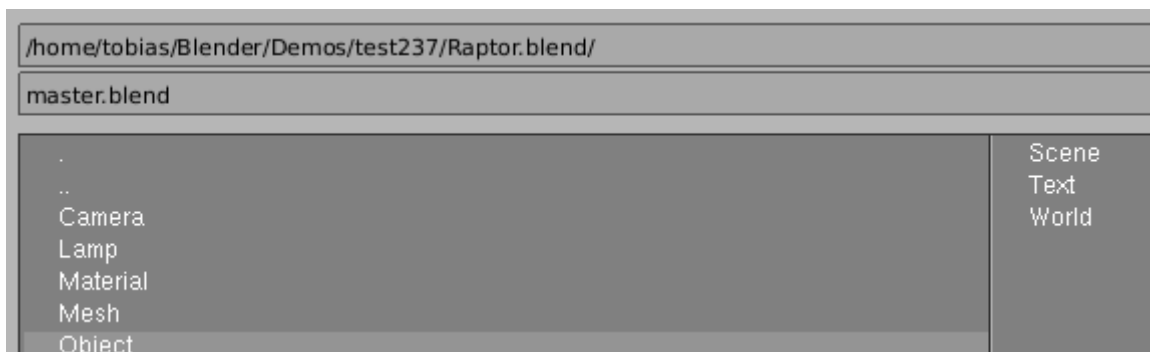 /home/tobias/Blender/Demos/test237/Raptor.blend/
master.blend
.
..
Camera
Lamp
Material
Mesh
Object
Scene
Text
World